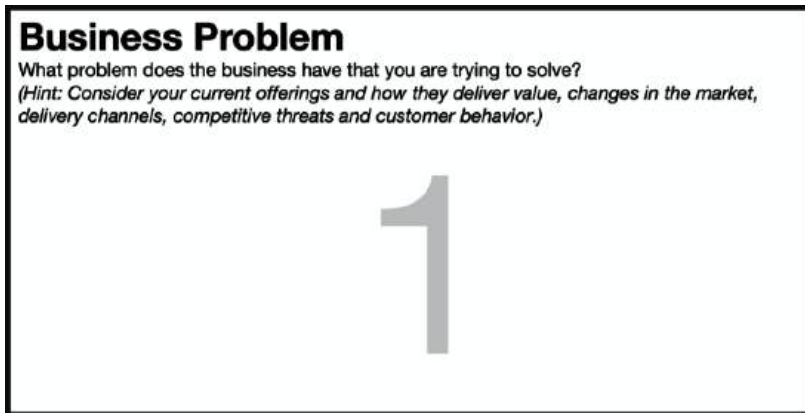 Business Problem
What problem does the business have that you are trying to solve?
(Hint: Consider your current offerings and how they deliver value, changes in the market,
delivery channels, competitive threats and customer behavior.)
1